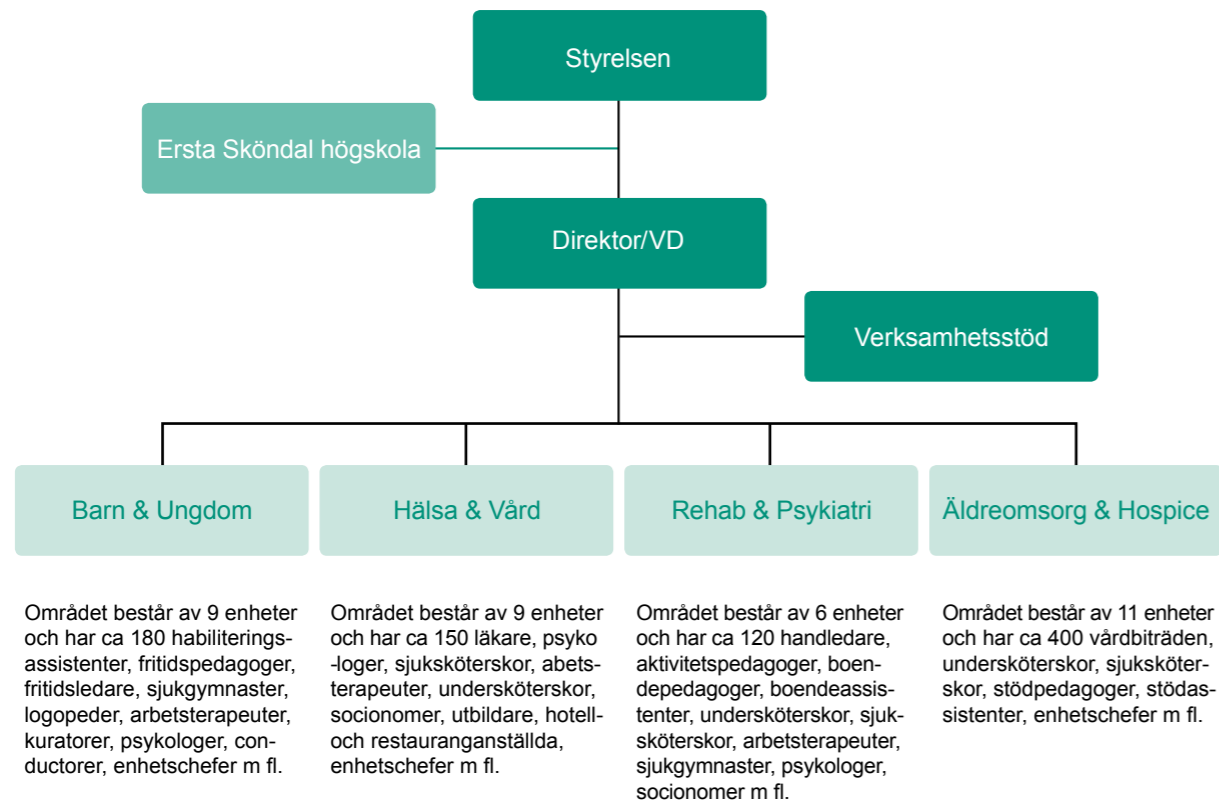 Styrelsen
Ersta Sköndal högskola
Direktor/VD
Verksamhetsstöd
Barn & Ungdom
Hälsa & Vård
Rehab & Psykiatri
Äldreomsorg & Hospice
Området består av 9 enheter
och har ca 180 habiliterings-
assistenter, fritidspedagoger,
fritidsledare, sjukgymnaster,
logopeder, arbetsterapeuter,
kuratorer, psykologer, con-
ductorer, enhetschefer m fl.
Området består av 9 enheter
och har ca 150 läkare, psyko
-loger, sjuksköterskor, abets-
terapeuter, undersköterskor,
socionomer, utbildare, hotell-
och restauranganställda,
enhetschefer m fl.
Området består av 6 enheter
och har ca 120 handledare,
aktivitetspedagoger, boen-
depedagoger, boendeassis-
tenter, undersköterskor, sjuk-
sköterskor, arbetsterapeuter,
sjukgymnaster, psykologer,
socionomer m fl.
Området består av 11 enheter
och har ca 400 vårdbiträden,
undersköterskor, sjuksköter-
skor, stödpedagoger, stödas-
sistenter, enhetschefer m fl.